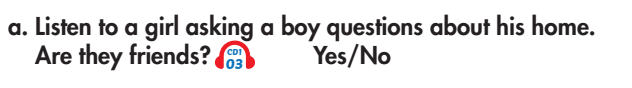 a. Listen to a girl asking a boy questions about his home.
Are they friends? CD1 03 Yes/No